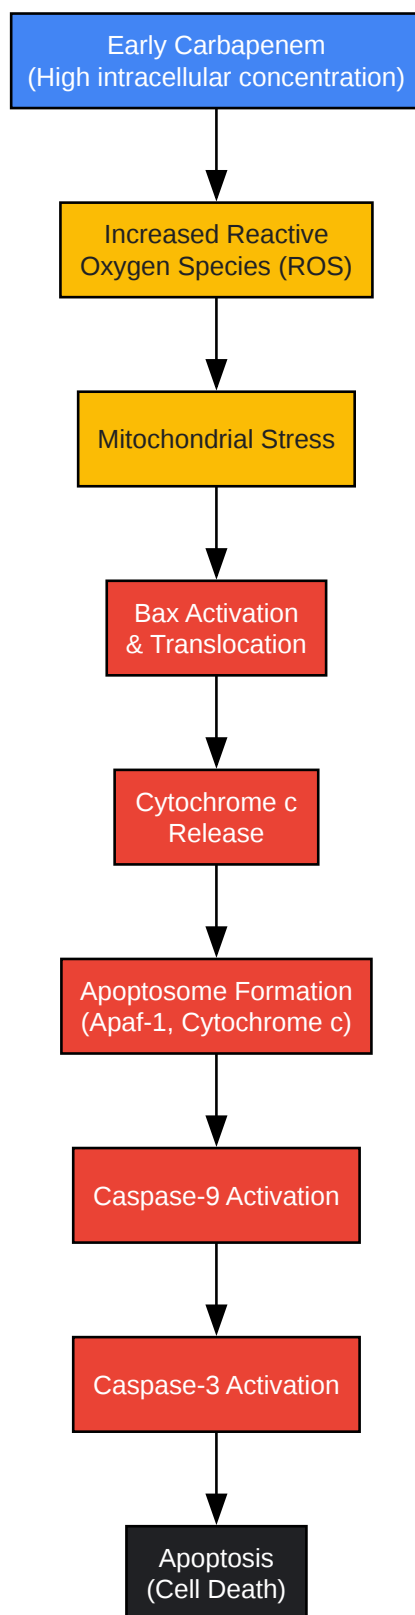 Early Carbapenem
(High intracellular concentration)
Increased Reactive
Oxygen Species (ROS)
Mitochondrial Stress
Bax Activation
& Translocation
Cytochrome c
Release
Apoptosome Formation
(Apaf-1, Cytochrome c)
Caspase-9 Activation
Caspase-3 Activation
Apoptosis
(Cell Death)